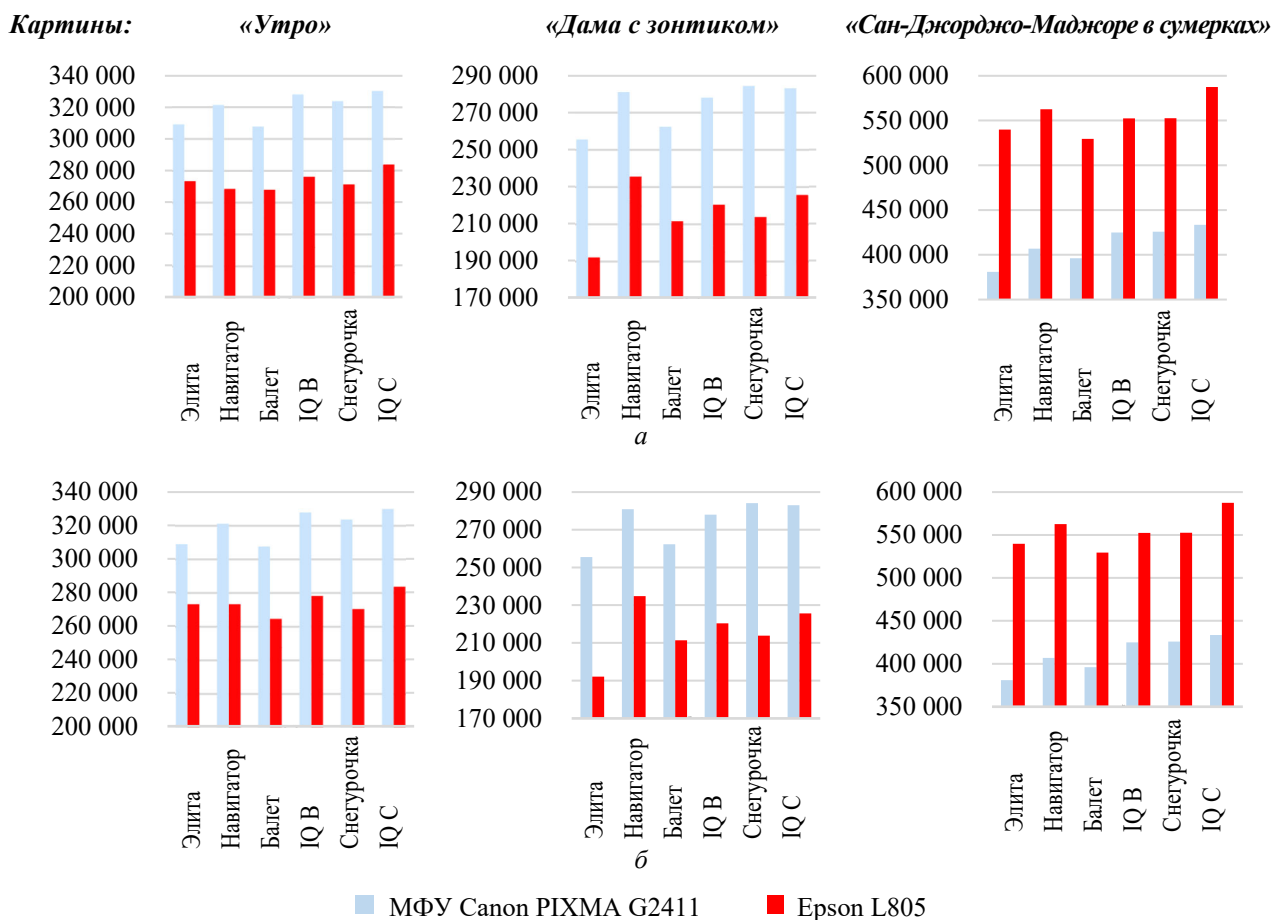 Картины: «Утро» «Дама с зонтиком» «Сан-Джорджо-Маджоре в сумерках»
340 000
320 000
300 000
280 000
260 000
240 000
220 000
200 000
Элита
Навигатор
Балет
IQ B
Снегурочка
IQ C
290 000
270 000
250 000
230 000
210 000
190 000
170 000
Элита
Навигатор
Балет
IQ B
Снегурочка
IQ C
600 000
550 000
500 000
450 000
400 000
350 000
Элита
Навигатор
Балет
IQ B
Снегурочка
IQ C
а
340 000
320 000
300 000
280 000
260 000
240 000
220 000
200 000
Элита
Навигатор
Балет
IQ B
Снегурочка
IQ C
290 000
270 000
250 000
230 000
210 000
190 000
170 000
Элита
Навигатор
Балет
IQ B
Снегурочка
IQ C
600 000
550 000
500 000
450 000
400 000
350 000
Элита
Навигатор
Балет
IQ B
Снегурочка
IQ C
б
МФУ Canon PIXMA G2411 Epson L805